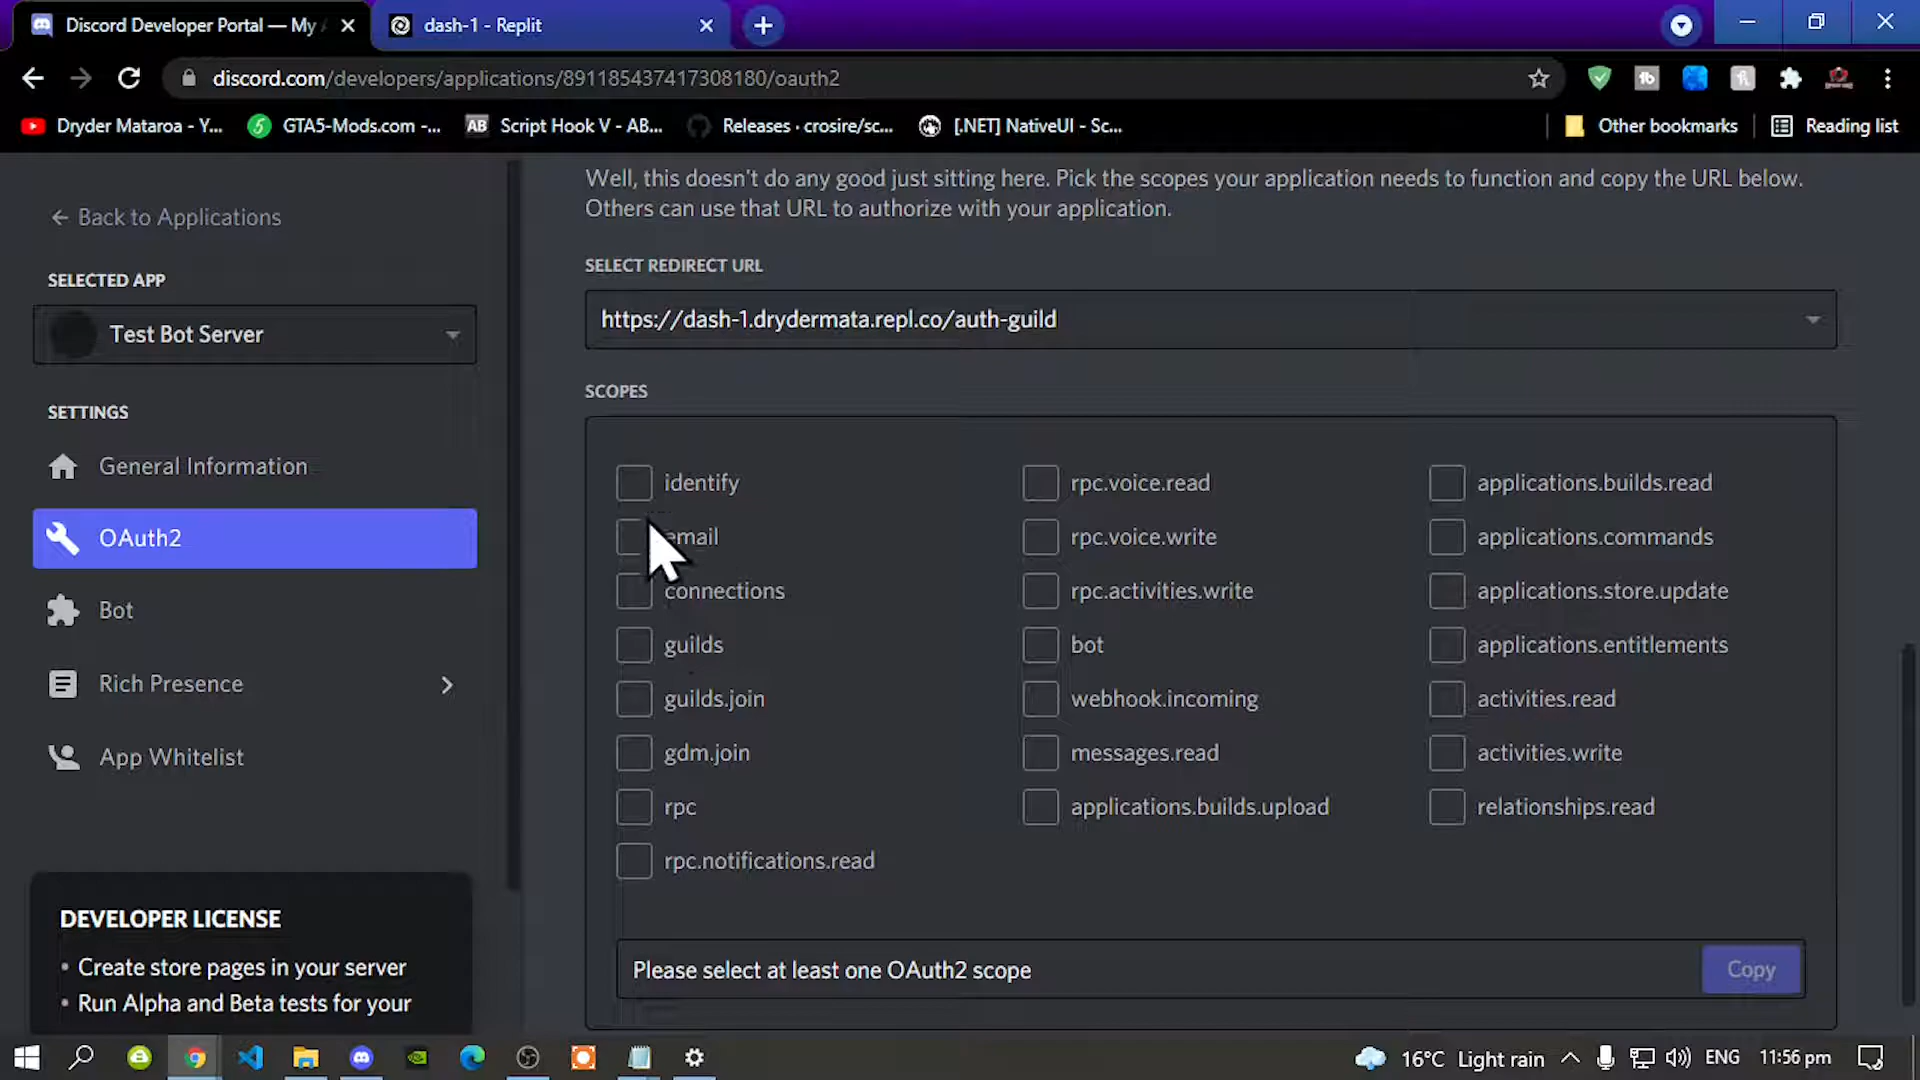 Discord Developer Portal — My A
dash-1 - Replit
discord.com/developers/applications/891185437417308180/oauth2
Dryder Mataroa - Y...
GTA5-Mods.com -...
AB
Script Hook V - AB...
Releases · crosire/sc...
[.NET] NativeUI - Sc...
Other bookmarks
Reading list
← Back to Applications
SELECTED APP
Test Bot Server
SETTINGS
General Information
OAuth2
Bot
Rich Presence
App Whitelist
DEVELOPER LICENSE
• Create store pages in your server
• Run Alpha and Beta tests for your
Well, this doesn't do any good just sitting here. Pick the scopes your application needs to function and copy the URL below.
Others can use that URL to authorize with your application.
SELECT REDIRECT URL
https://dash-1.drydermata.repl.co/auth-guild
SCOPES
identify
email
connections
guilds
guilds.join
gdm.join
rpc
rpc.notifications.read
rpc.voice.read
rpc.voice.write
rpc.activities.write
bot
webhook.incoming
messages.read
applications.builds.upload
applications.builds.read
applications.commands
applications.store.update
applications.entitlements
activities.read
activities.write
relationships.read
Please select at least one OAuth2 scope
Copy
16°C Light rain
ENG
11:56 pm